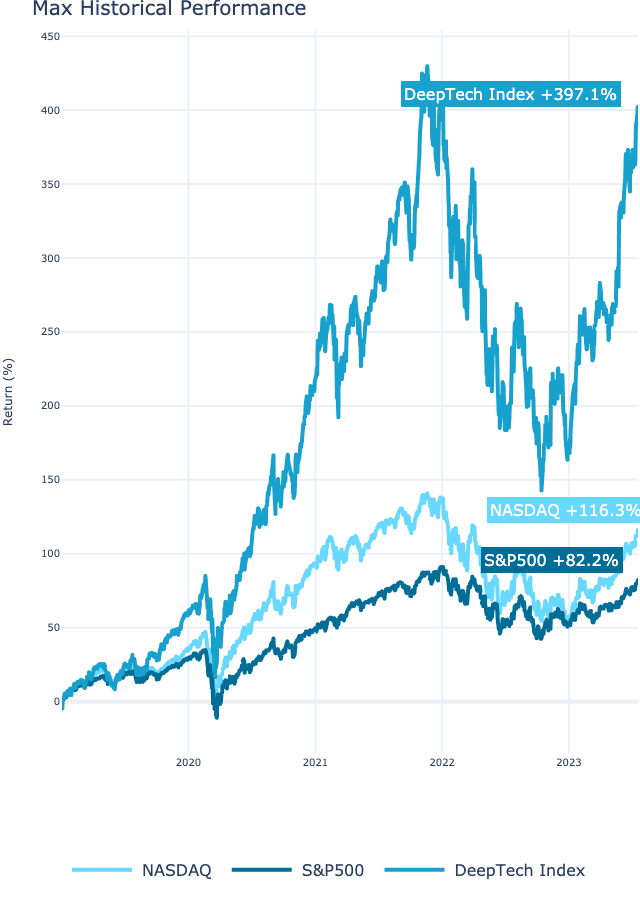 Max Historical Performance
450
400
350
300
250
200
150
100
50
0
Return (%)
DeepTech Index +397.1%
NASDAQ +116.3%
S&P500 +82.2%
2020
2021
2022
2023
NASDAQ
S&P500
DeepTech Index